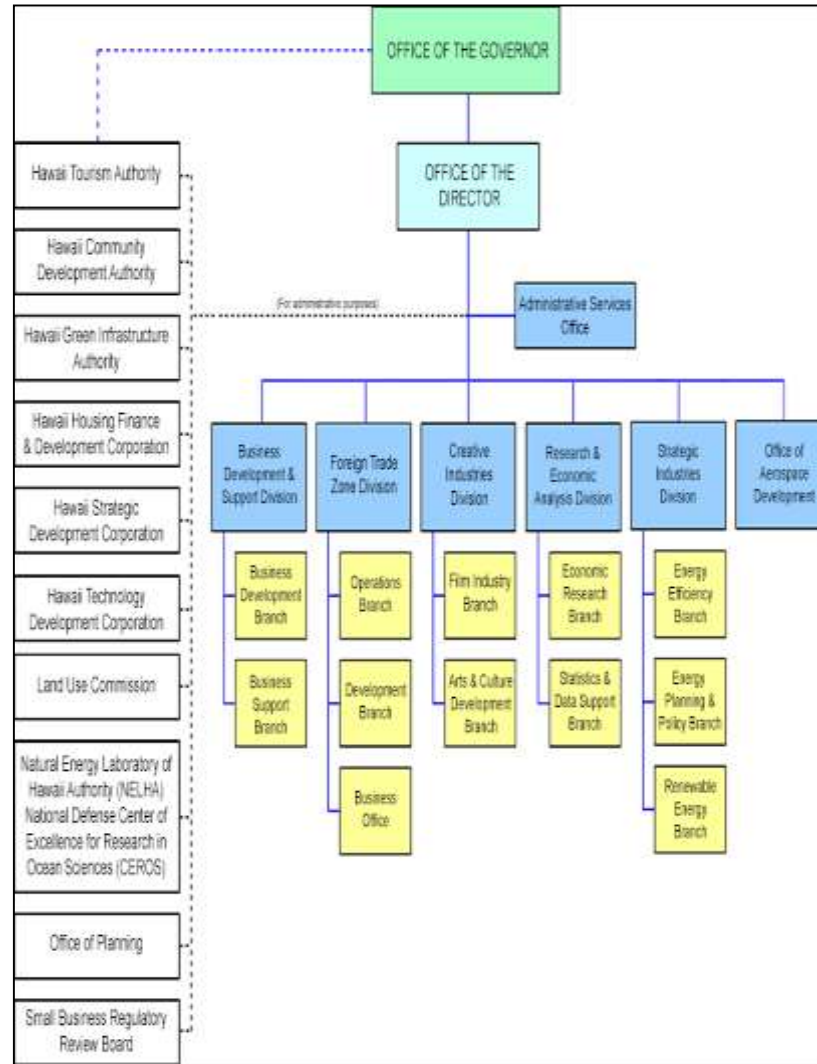 OFFICE OF THE GOVERNOR
OFFICE OF THE
DIRECTOR
(For administrative purposes)
Administrative Services
Office
Hawaii Tourism Authority
Hawaii Community
Development Authority
Hawaii Green Infrastructure
Authority
Hawaii Housing Finance
& Development Corporation
Hawaii Strategic
Development Corporation
Hawaii Technology
Development Corporation
Land Use Commission
Natural Energy Laboratory of
Hawaii Authority (NELHA)
National Defense Center of
Excellence for Research in
Ocean Sciences (CEROS)
Office of Planning
Small Business Regulatory
Review Board
Business
Development &
Support Division
Business
Development
Branch
Business
Support
Branch
Foreign Trade
Zone Division
Operations
Branch
Development
Branch
Business
Office
Creative
Industries
Division
Film Industry
Branch
Arts & Culture
Development
Branch
Research &
Economic
Analysis Division
Economic
Research
Branch
Statistics &
Data Support
Branch
Strategic
Industries
Division
Energy
Efficiency
Branch
Energy
Planning &
Policy Branch
Renewable
Energy
Branch
Office of
Aerospace
Development